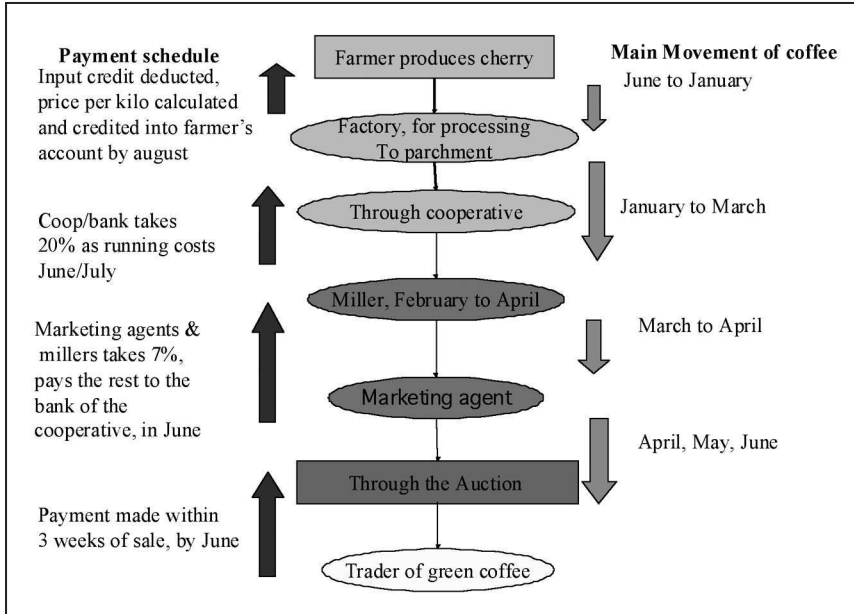 Payment schedule
Input credit deducted,
price per kilo calculated
and credited into farmer's
account by august
Coop/bank takes
20% as running costs
June/July
Marketing agents &
millers takes 7%,
pays the rest to the
bank of the
cooperative, in June
Payment made within
3 weeks of sale, by June
Farmer produces cherry
Factory, for processing
To parchment
Through cooperative
Miller, February to April
Marketing agent
Through the Auction
Trader of green coffee
Main Movement of coffee
June to January
January to March
March to April
April, May, June